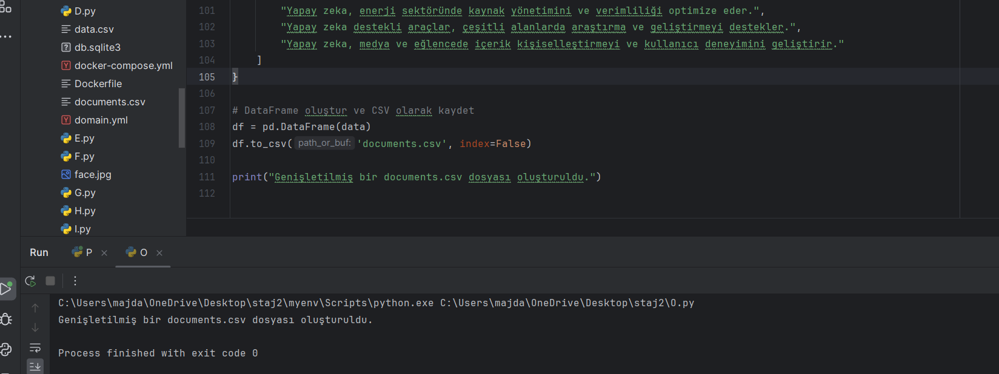 D.py
data.csv
db.sqlite3
docker-compose.yml
Dockerfile
documents.csv
domain.yml
E.py
F.py
face.jpg
G.py
H.py
I.py
101 "Yapay zeka, enerji sektöründe kaynak yönetimini ve verimliliği optimize eder.",
102 "Yapay zeka destekli araçlar, çeşitli alanlarda araştırma ve geliştirmeyi destekler.",
103 "Yapay zeka, medya ve eğlencede içerik kişiselleştirmeyi ve kullanıcı deneyimini geliştirir."
104 ]
105 }
106
107 # DataFrame oluştur ve CSV olarak kaydet
108 df = pd.DataFrame(data)
109 df.to_csv( path_or_buf: 'documents.csv', index=False)
110
111 print("Genişletilmiş bir documents.csv dosyası oluşturuldu.")
112
Run P O
C:\Users\majda\OneDrive\Desktop\staj2\myenv\Scripts\python.exe C:\Users\majda\OneDrive\Desktop\staj2\O.py
Genişletilmiş bir documents.csv dosyası oluşturuldu.
Process finished with exit code 0